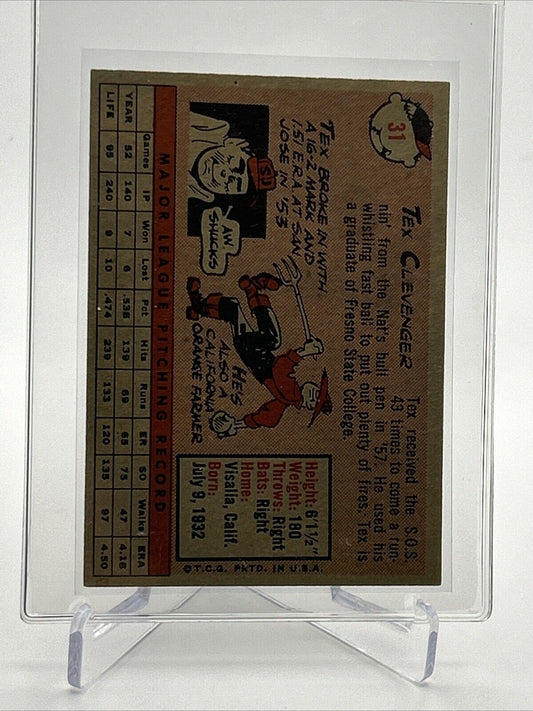 31
TEX CLEVENGER
Tex received the S.O.S.
43 times to come a run-
nin' from the Nat's bull pen in '57. He used his
whistling fast ball to put out plenty of fires. Tex is
a graduate of Fresno State College.
TEX BROKE IN WITH
A 16-2 MARK AND
1.51 ERA AT SAN
JOSE IN '53
SJ
AW
SHUCKS
HE'S
ALSO A
CALIFORNIA
ORANGE FARMER
Height: 6'1½"
Weight: 180
Throws: Right
Bats: Right
Home:
Visalia, Calif.
Born:
July 9, 1932
©T.C.G. PRTD. IN U.S.A.
MAJOR LEAGUE PITCHING RECORD
Games IP Won Lost Pct Hits Runs ER SO Walks ERA
YEAR 52 140 7 6 .538 139 69 65 75 47 4.18
LIFE 95 240 9 10 .474 239 133 120 135 97 4.50